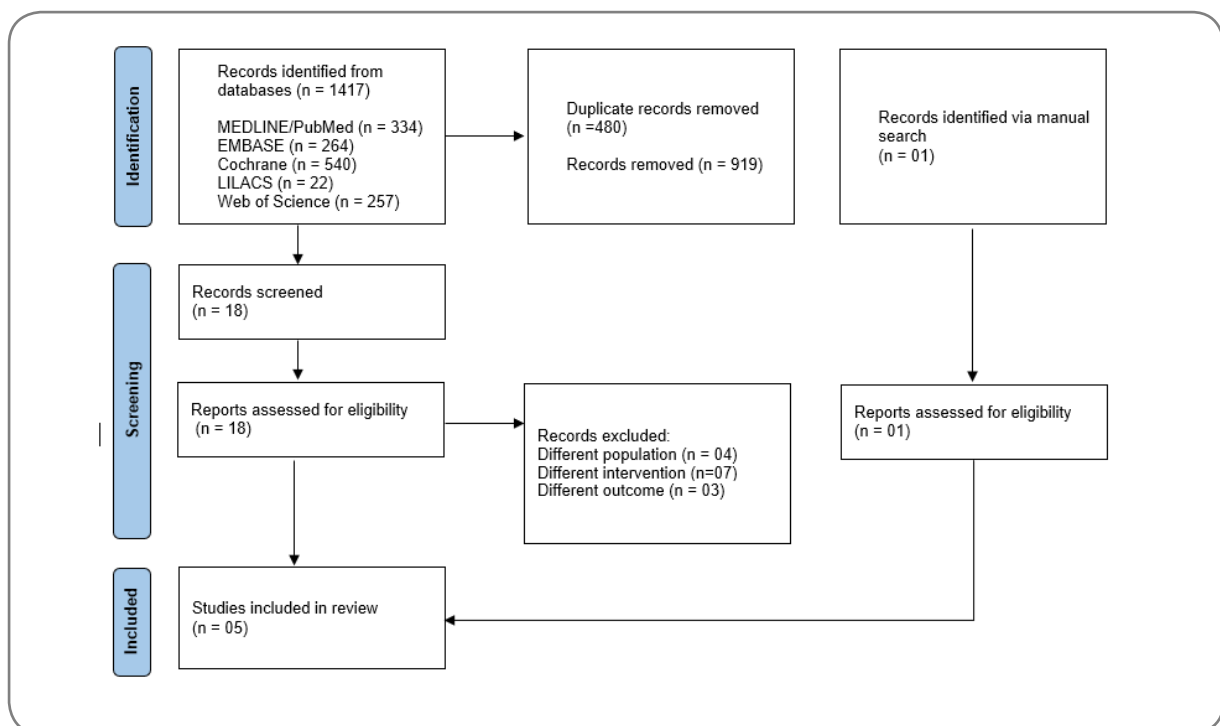 Identification
Records identified from
databases (n = 1417)
MEDLINE/PubMed (n = 334)
EMBASE (n = 264)
Cochrane (n = 540)
LILACS (n = 22)
Web of Science (n = 257)
Duplicate records removed
(n =480)
Records removed (n = 919)
Records identified via manual
search
(n = 01)
Screening
Records screened
(n = 18)
Reports assessed for eligibility
(n = 18)
Records excluded:
Different population (n = 04)
Different intervention (n=07)
Different outcome (n = 03)
Reports assessed for eligibility
(n = 01)
Included
Studies included in review
(n = 05)